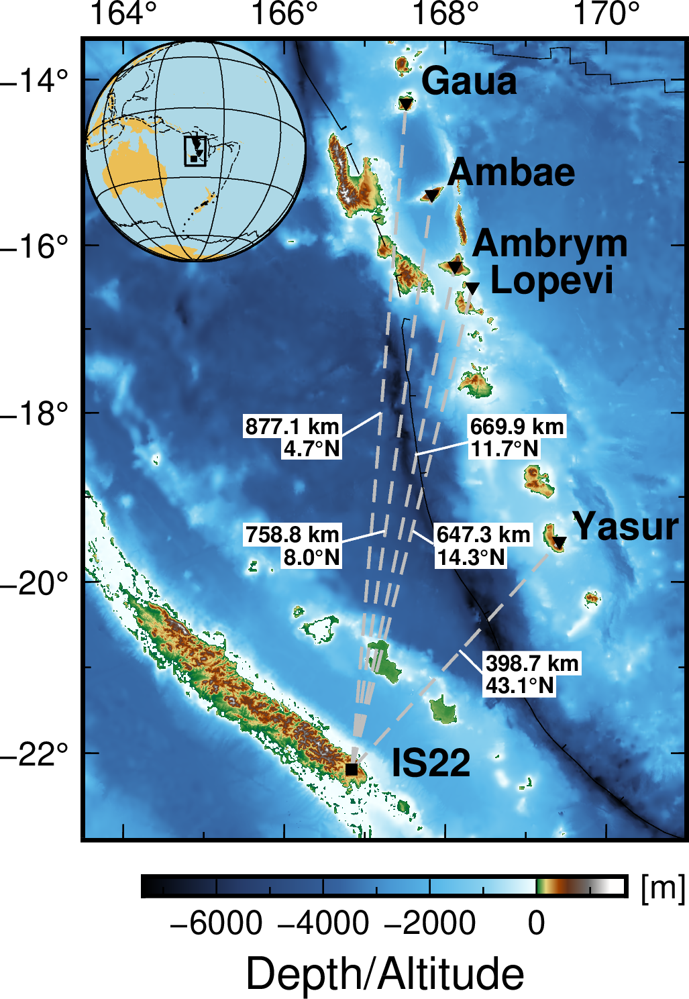 164° 166° 168° 170°
−14°
Gaua
Ambae
−16°
Ambrym
Lopevi
−18°
877.1 km
4.7°N
669.9 km
11.7°N
Yasur
758.8 km
8.0°N
647.3 km
14.3°N
−20°
398.7 km
43.1°N
−22°
IS22
[m]
−6000 −4000 −2000 0
Depth/Altitude